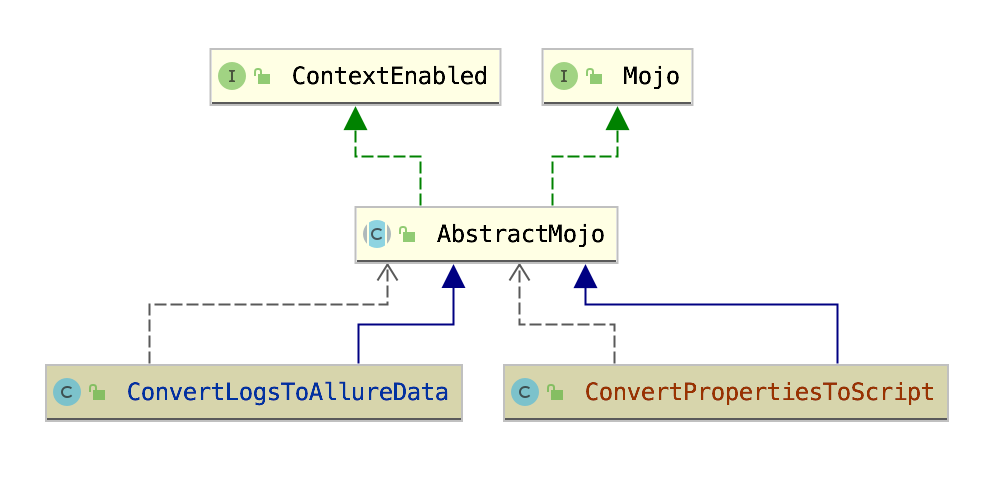 I ContextEnabled
I Mojo
C AbstractMojo
C ConvertLogsToAllureData
C ConvertPropertiesToScript